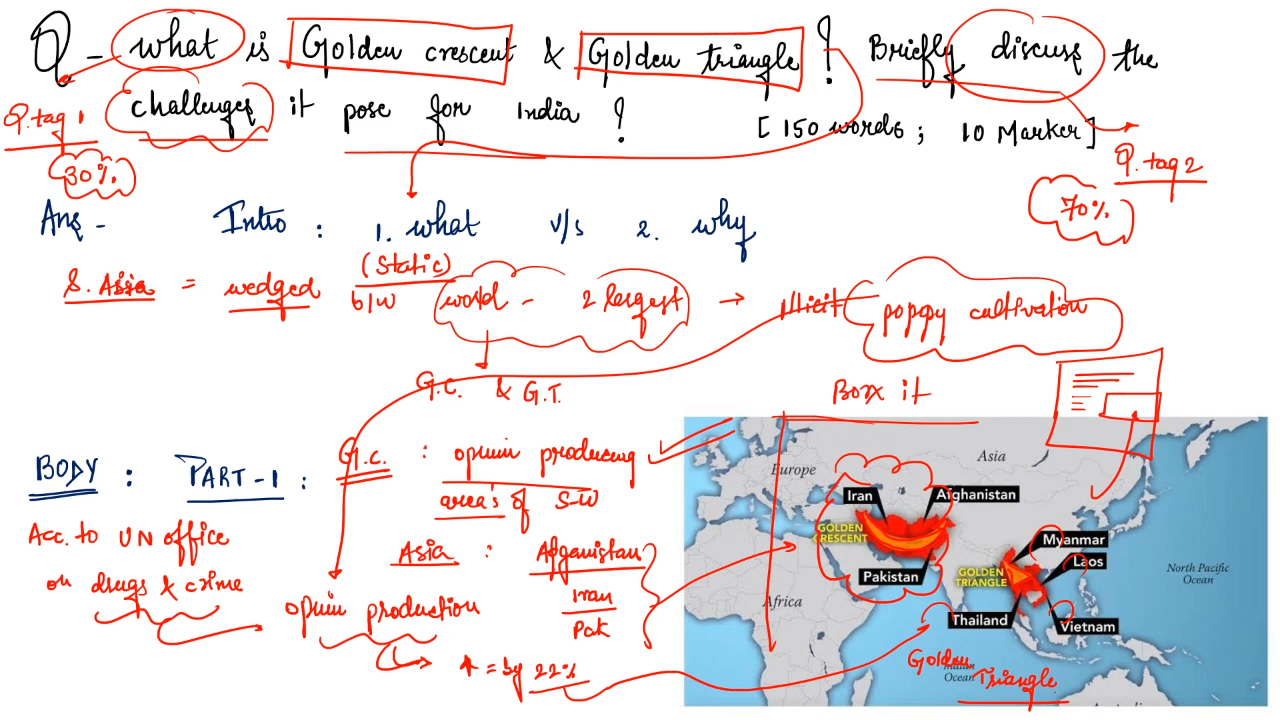 Q - what is Golden crescent & Golden triangle ? Briefly discuss the
challenges it pose for India ? [150 words ; 10 Marker]
Q.tag 1
30%
Q.tag 2
70%
Ans - Intro : 1. what v/s 2. why
(Static)
S. Asia = wedged b/w world - 2 largest → illicit poppy cultivation
G.C. & G.T.
Box it
BODY : PART-1 : G.C. : opium producing
area's of S-W
Asia : Afganistan
Iran
Pak
Acc. to UN office
on drugs & crime
opium production
↑ = by 22%
Europe
Asia
Iran
Afghanistan
GOLDEN
CRESCENT
Pakistan
Myanmar
Laos
GOLDEN
TRIANGLE
Thailand
Vietnam
Africa
North Pacific
Ocean
Indian
Ocean
Golden
Triangle